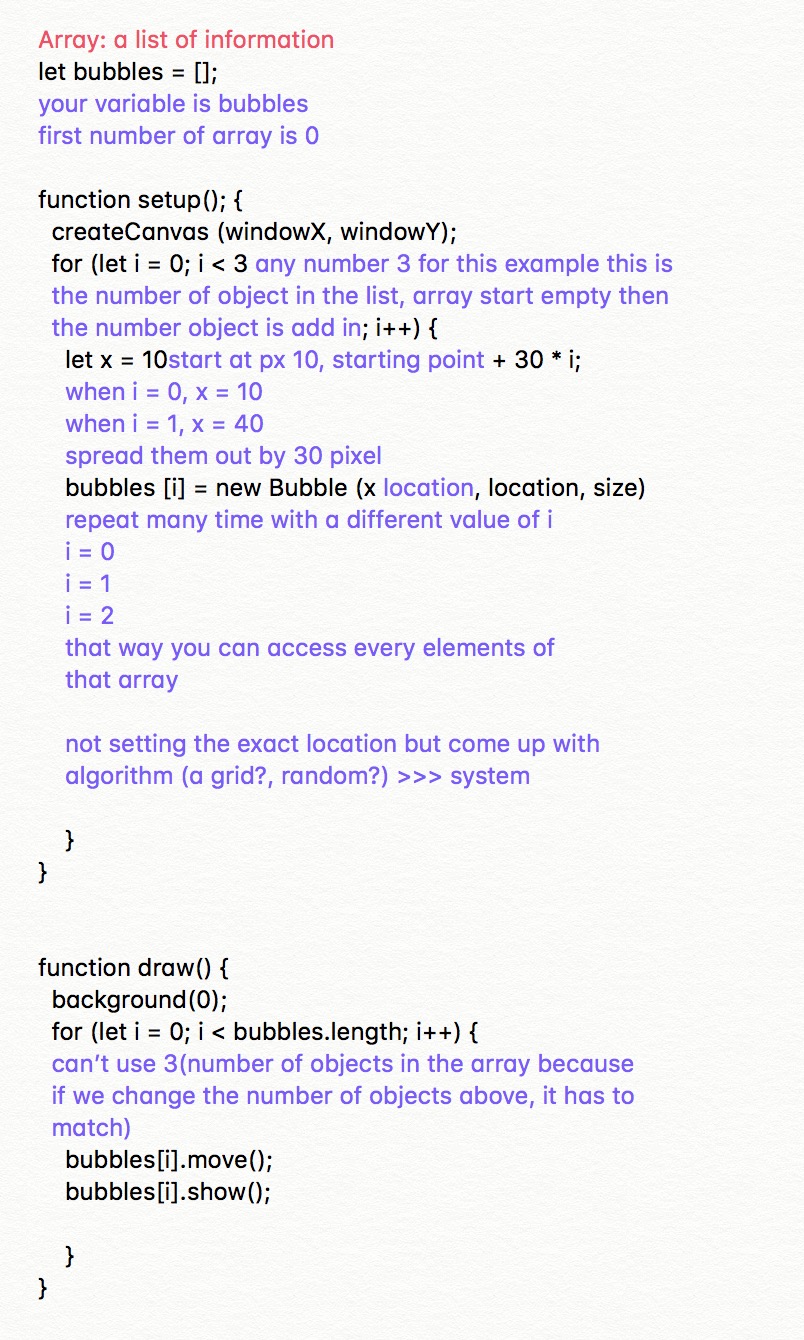 Array: a list of information
let bubbles = [];
your variable is bubbles
first number of array is 0
function setup(); {
createCanvas (windowX, windowY);
for (let i = 0; i < 3 any number 3 for this example this is
the number of object in the list, array start empty then
the number object is add in; i++) {
let x = 10start at px 10, starting point + 30 * i;
when i = 0, x = 10
when i = 1, x = 40
spread them out by 30 pixel
bubbles [i] = new Bubble (x location, location, size)
repeat many time with a different value of i
i = 0
i = 1
i = 2
that way you can access every elements of
that array
not setting the exact location but come up with
algorithm (a grid?, random?) >>> system
}
}
function draw() {
background(0);
for (let i = 0; i < bubbles.length; i++) {
can’t use 3(number of objects in the array because
if we change the number of objects above, it has to
match)
bubbles[i].move();
bubbles[i].show();
}
}